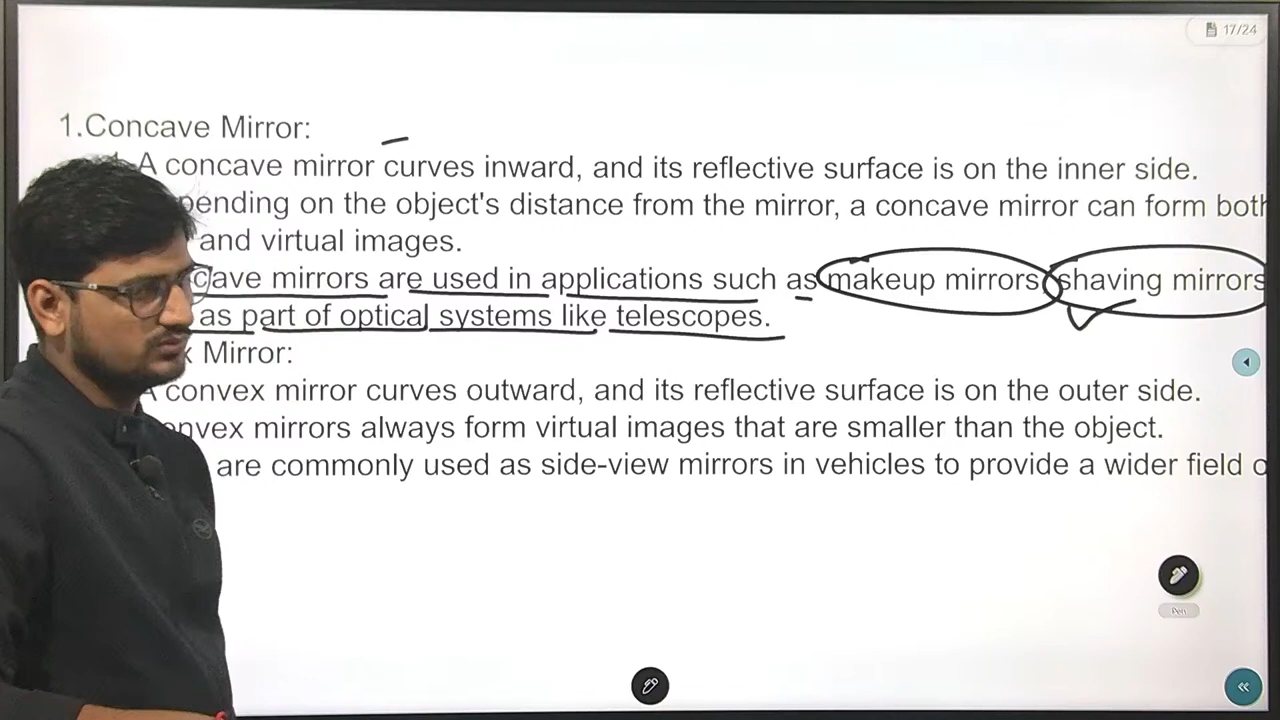 17/24
1.Concave Mirror:
A concave mirror curves inward, and its reflective surface is on the inner side.
pending on the object's distance from the mirror, a concave mirror can form both
and virtual images.
cave mirrors are used in applications such as makeup mirrors shaving mirrors
as part of optical systems like telescopes.
x Mirror:
A convex mirror curves outward, and its reflective surface is on the outer side.
onvex mirrors always form virtual images that are smaller than the object.
are commonly used as side-view mirrors in vehicles to provide a wider field o
Pen